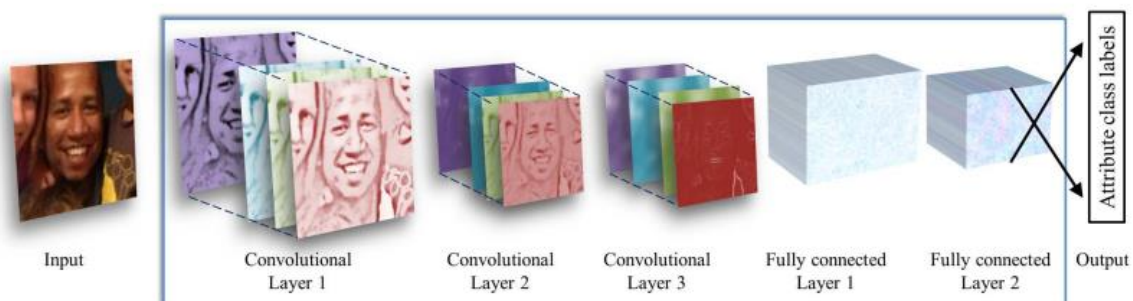 Attribute class labels
Input
Convolutional
Layer 1
Convolutional
Layer 2
Convolutional
Layer 3
Fully connected
Layer 1
Fully connected
Layer 2
Output